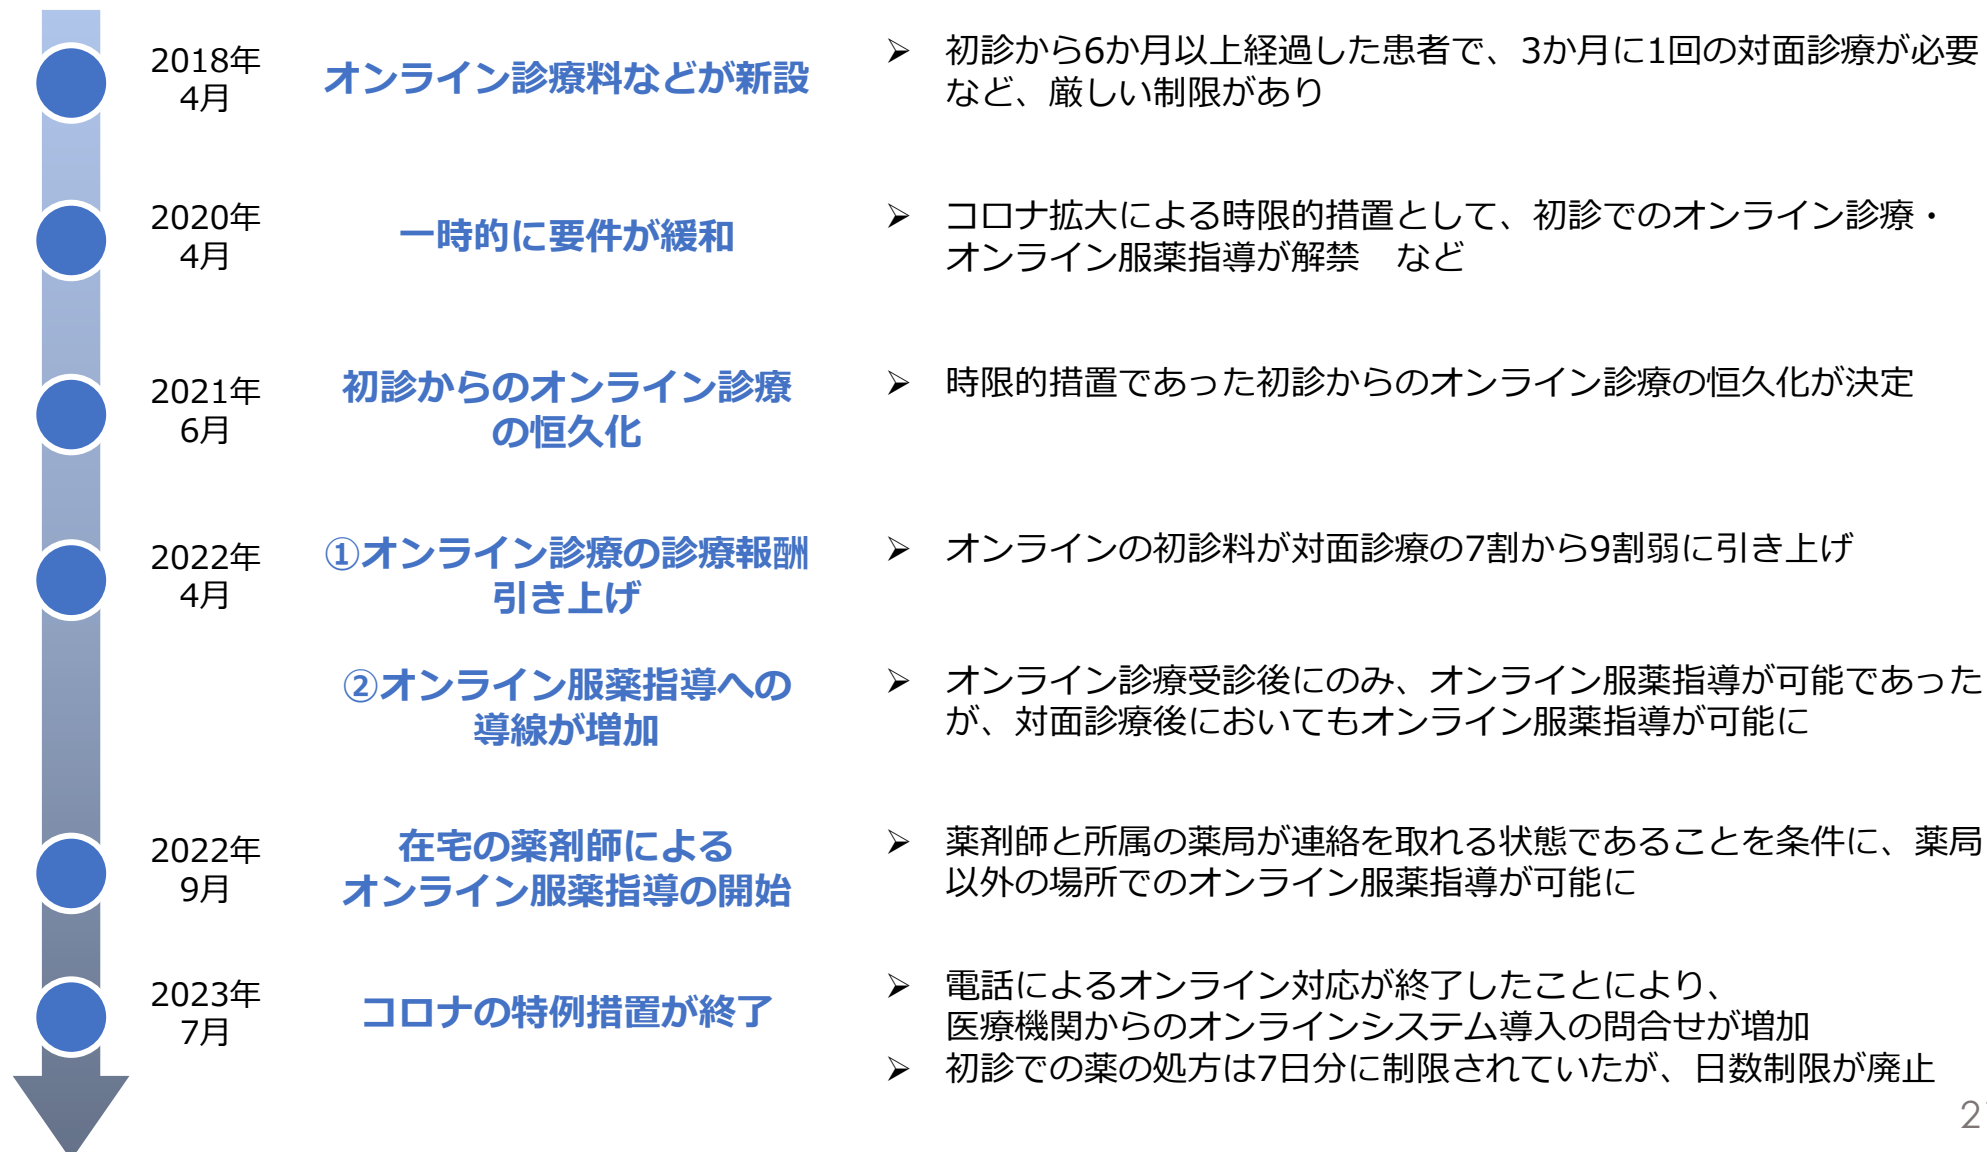 2018年
4月
オンライン診療料などが新設
➢ 初診から6か月以上経過した患者で、3か月に1回の対面診療が必要
など、厳しい制限があり
2020年
4月
一時的に要件が緩和
➢ コロナ拡大による時限的措置として、初診でのオンライン診療・
オンライン服薬指導が解禁　など
2021年
6月
初診からのオンライン診療
の恒久化
➢ 時限的措置であった初診からのオンライン診療の恒久化が決定
2022年
4月
①オンライン診療の診療報酬
引き上げ
➢ オンラインの初診料が対面診療の7割から9割弱に引き上げ
②オンライン服薬指導への
導線が増加
➢ オンライン診療受診後にのみ、オンライン服薬指導が可能であった
が、対面診療後においてもオンライン服薬指導が可能に
2022年
9月
在宅の薬剤師による
オンライン服薬指導の開始
➢ 薬剤師と所属の薬局が連絡を取れる状態であることを条件に、薬局
以外の場所でのオンライン服薬指導が可能に
2023年
7月
コロナの特例措置が終了
➢ 電話によるオンライン対応が終了したことにより、
医療機関からのオンラインシステム導入の問合せが増加
➢ 初診での薬の処方は7日分に制限されていたが、日数制限が廃止